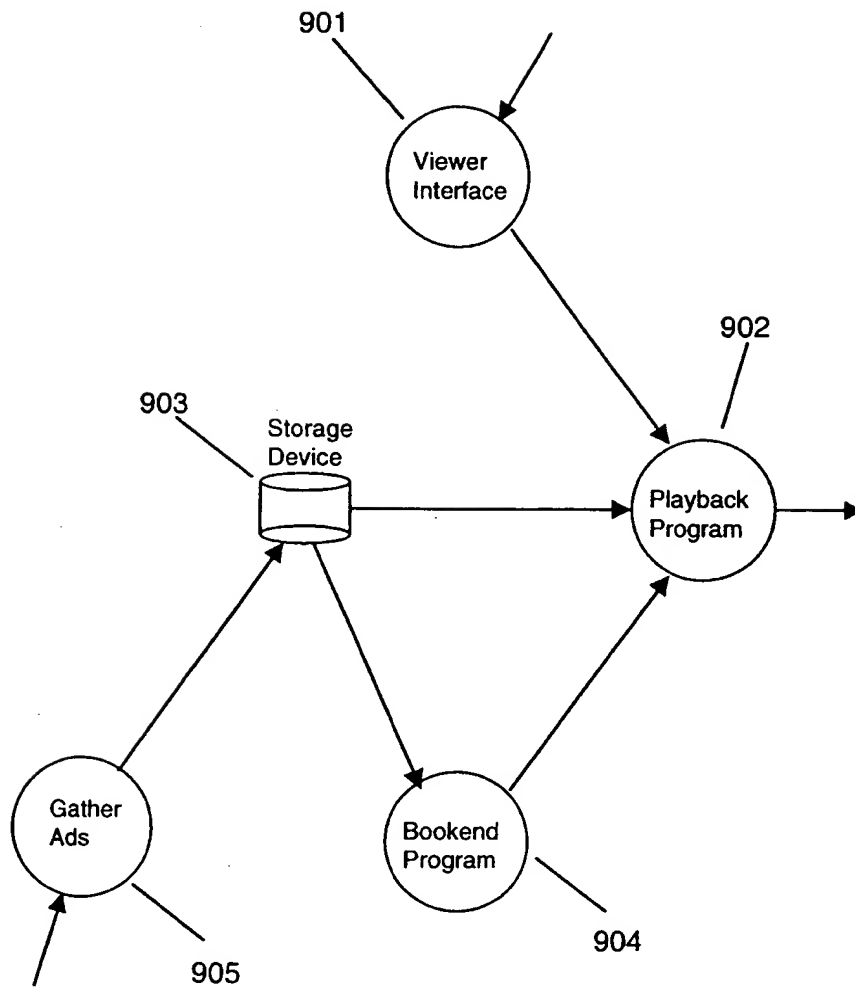 901
Viewer
Interface
902
903
Storage
Device
Playback
Program
Gather
Ads
Bookend
Program
904
905